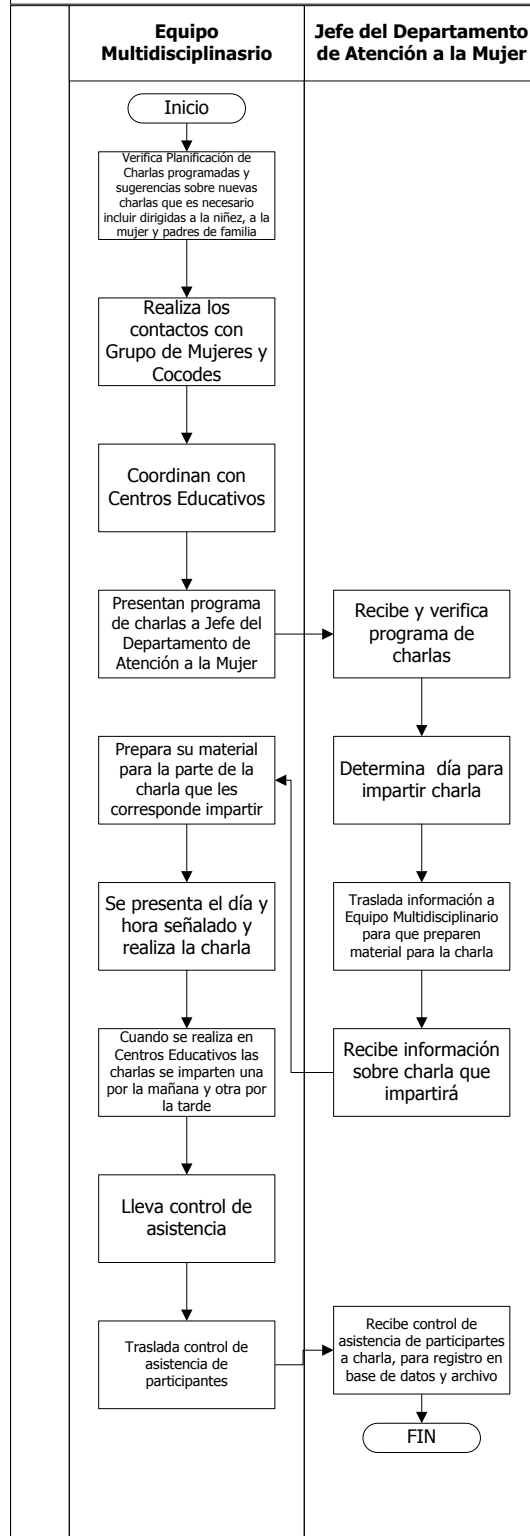 Equipo
Multidisciplinasrio
Jefe del Departamento
de Atención a la Mujer
Inicio
Verifica Planificación de
Charlas programadas y
sugerencias sobre nuevas
charlas que es necesario
incluir dirigidas a la niñez, a la
mujer y padres de familia
Realiza los
contactos con
Grupo de Mujeres y
Cocodes
Coordinan con
Centros Educativos
Presentan programa
de charlas a Jefe del
Departamento de
Atención a la Mujer
Recibe y verifica
programa de
charlas
Determina día para
impartir charla
Traslada información a
Equipo Multidisciplinario
para que preparen
material para la charla
Recibe información
sobre charla que
impartirá
Prepara su material
para la parte de la
charla que les
corresponde impartir
Se presenta el día y
hora señalado y
realiza la charla
Cuando se realiza en
Centros Educativos las
charlas se imparten una
por la mañana y otra por
la tarde
Lleva control de
asistencia
Traslada control de
asistencia de
participantes
Recibe control de
asistencia de participartes
a charla, para registro en
base de datos y archivo
FIN